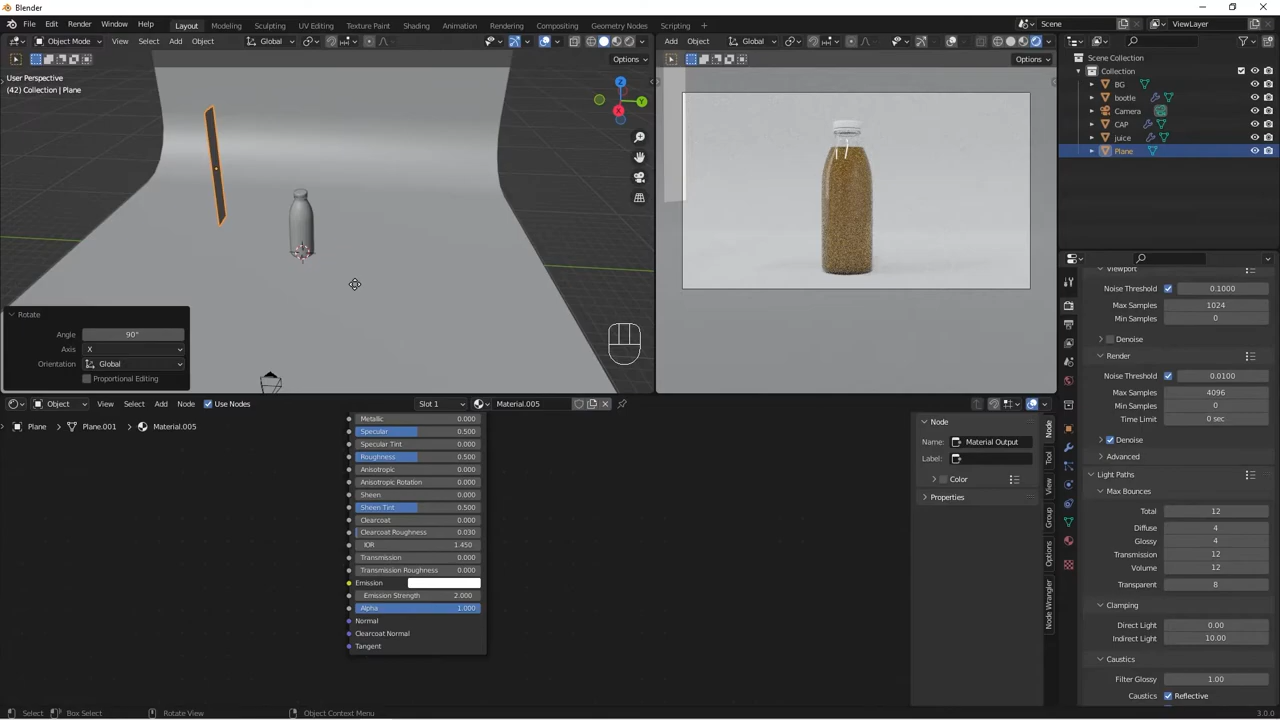 Blender
File Edit Render Window Help Layout Modeling Sculpting UV Editing Texture Paint Shading Animation Rendering Compositing Geometry Nodes Scripting Scene ViewLayer
Object Mode View Select Add Object Global Add Object Global
Options Options
User Perspective
(42) Collection | Plane
X
Y
Z
Scene Collection
Collection
BG
bootle
Camera
CAP
juice
Plane
Rotate
Angle 90°
Axis X
Orientation Global
Proportional Editing
Viewport
Noise Threshold 0.1000
Max Samples 1024
Min Samples 0
Denoise
Render
Noise Threshold 0.0100
Max Samples 4096
Min Samples 0
Time Limit 0 sec
Denoise
Advanced
Light Paths
Max Bounces
Total 12
Diffuse 4
Glossy 4
Transmission 12
Volume 12
Transparent 8
Clamping
Direct Light 0.00
Indirect Light 10.00
Caustics
Filter Glossy 1.00
Caustics Reflective
Object View Select Add Node Use Nodes Slot 1 Material.005
Plane Plane.001 Material.005
Metallic 0.000
Specular 0.500
Specular Tint 0.000
Roughness 0.500
Anisotropic 0.000
Anisotropic Rotation 0.000
Sheen 0.000
Sheen Tint 0.500
Clearcoat 0.000
Clearcoat Roughness 0.030
IOR 1.450
Transmission 0.000
Transmission Roughness 0.000
Emission
Emission Strength 2.000
Alpha 1.000
Normal
Clearcoat Normal
Tangent
Node
Name: Material Output
Label:
Color
Properties
Node
Tool
View
Group
Options
Node Wrangler
Select Box Select Rotate View Object Context Menu 3.0.0